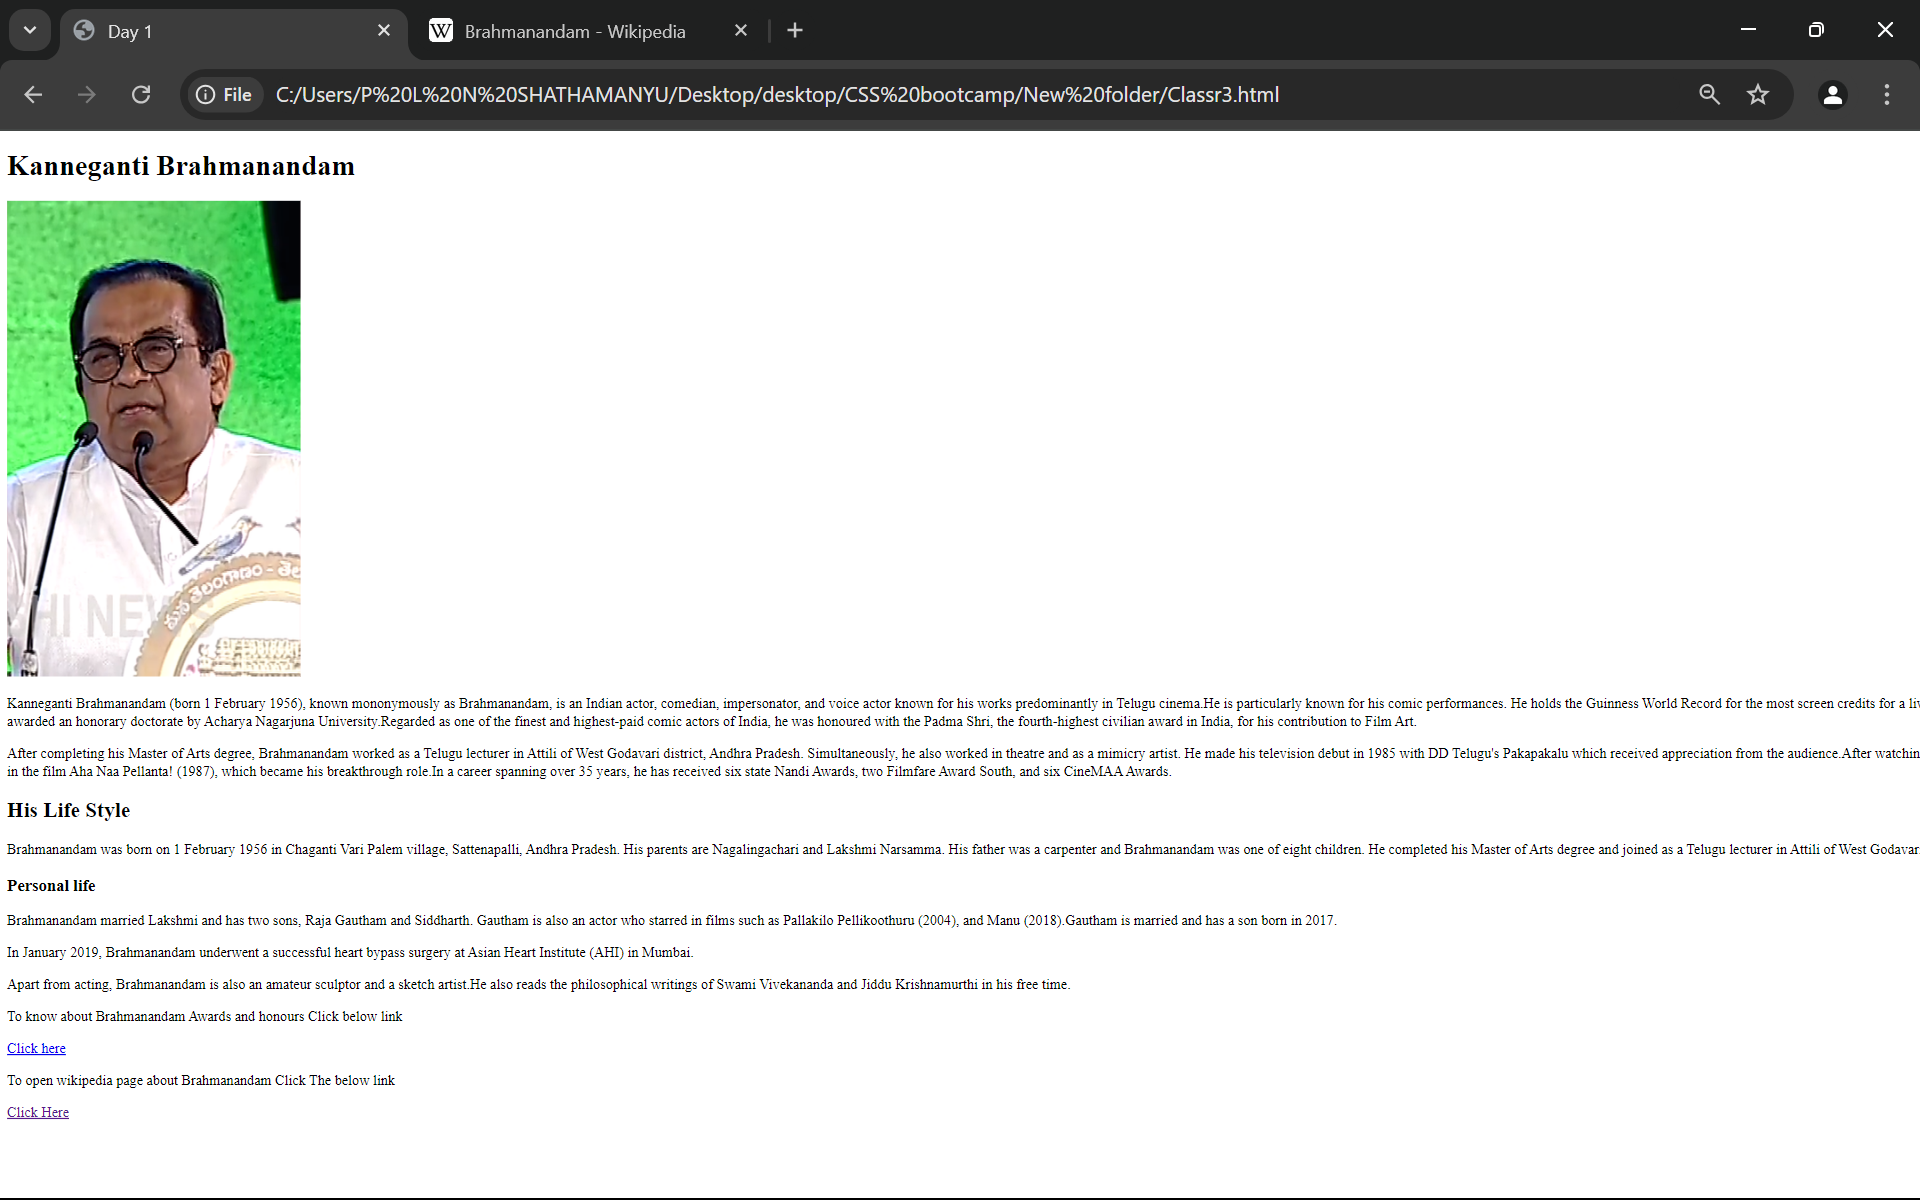 Day 1
Brahmanandam - Wikipedia
File
C:/Users/P%20L%20N%20SHATHAMANYU/Desktop/desktop/CSS%20bootcamp/New%20folder/Classr3.html
Kanneganti Brahmanandam
HI NEWS
Kanneganti Brahmanandam (born 1 February 1956), known mononymously as Brahmanandam, is an Indian actor, comedian, impersonator, and voice actor known for his works predominantly in Telugu cinema.He is particularly known for his comic performances. He holds the Guinness World Record for the most screen credits for a
awarded an honorary doctorate by Acharya Nagarjuna University.Regarded as one of the finest and highest-paid comic actors of India, he was honoured with the Padma Shri, the fourth-highest civilian award in India, for his contribution to Film Art.
After completing his Master of Arts degree, Brahmanandam worked as a Telugu lecturer in Attili of West Godavari district, Andhra Pradesh. Simultaneously, he also worked in theatre and as a mimicry artist. He made his television debut in 1985 with DD Telugu's Pakapakalu which received appreciation from the audience.After watchin
in the film Aha Naa Pellanta! (1987), which became his breakthrough role.In a career spanning over 35 years, he has received six state Nandi Awards, two Filmfare Award South, and six CineMAA Awards.
His Life Style
Brahmanandam was born on 1 February 1956 in Chaganti Vari Palem village, Sattenapalli, Andhra Pradesh. His parents are Nagalingachari and Lakshmi Narsamma. His father was a carpenter and Brahmanandam was one of eight children. He completed his Master of Arts degree and joined as a Telugu lecturer in Attili of West Godavar
Personal life
Brahmanandam married Lakshmi and has two sons, Raja Gautham and Siddharth. Gautham is also an actor who starred in films such as Pallakilo Pellikoothuru (2004), and Manu (2018).Gautham is married and has a son born in 2017.
In January 2019, Brahmanandam underwent a successful heart bypass surgery at Asian Heart Institute (AHI) in Mumbai.
Apart from acting, Brahmanandam is also an amateur sculptor and a sketch artist.He also reads the philosophical writings of Swami Vivekananda and Jiddu Krishnamurthi in his free time.
To know about Brahmanandam Awards and honours Click below link
Click here
To open wikipedia page about Brahmanandam Click The below link
Click Here